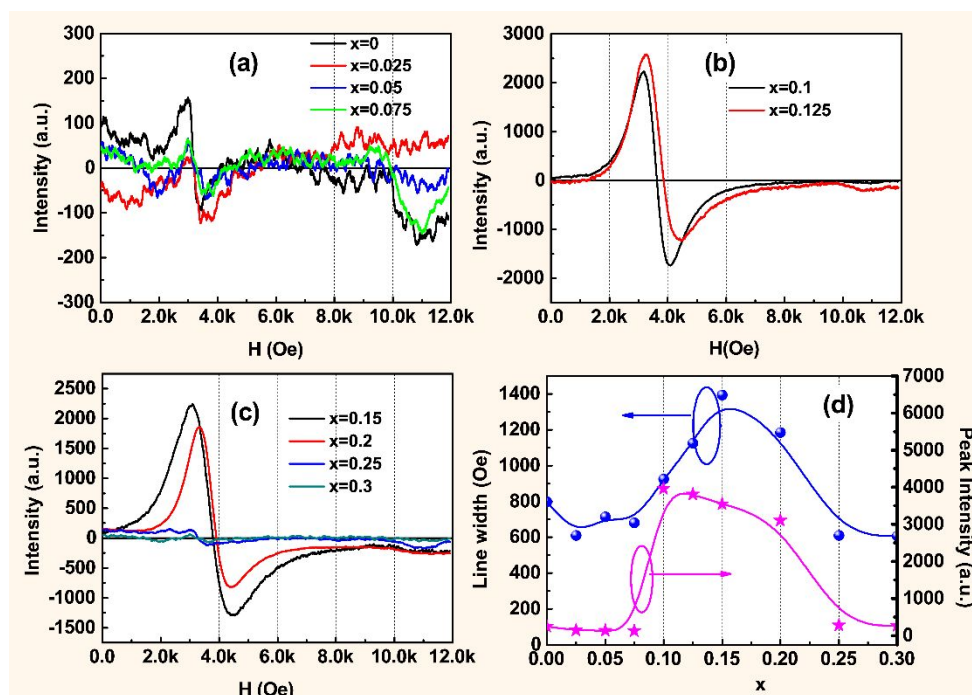 (a)
x=0
x=0.025
x=0.05
x=0.075
300
200
100
0
-100
-200
-300
Intensity (a.u.)
0.0 2.0k 4.0k 6.0k 8.0k 10.0k 12.0k
H (Oe)
(b)
x=0.1
x=0.125
3000
2000
1000
0
-1000
-2000
Intensity (a.u.)
0.0 2.0k 4.0k 6.0k 8.0k 10.0k 12.0k
H(Oe)
(c)
x=0.15
x=0.2
x=0.25
x=0.3
2500
2000
1500
1000
500
0
-500
-1000
-1500
Intensity (a.u.)
0.0 2.0k 4.0k 6.0k 8.0k 10.0k 12.0k
H (Oe)
(d)
1400
1200
1000
800
600
400
200
0
Line width (Oe)
7000
6000
5000
4000
3000
2000
1000
0
Peak Intensity (a.u.)
0.00 0.05 0.10 0.15 0.20 0.25 0.30
x